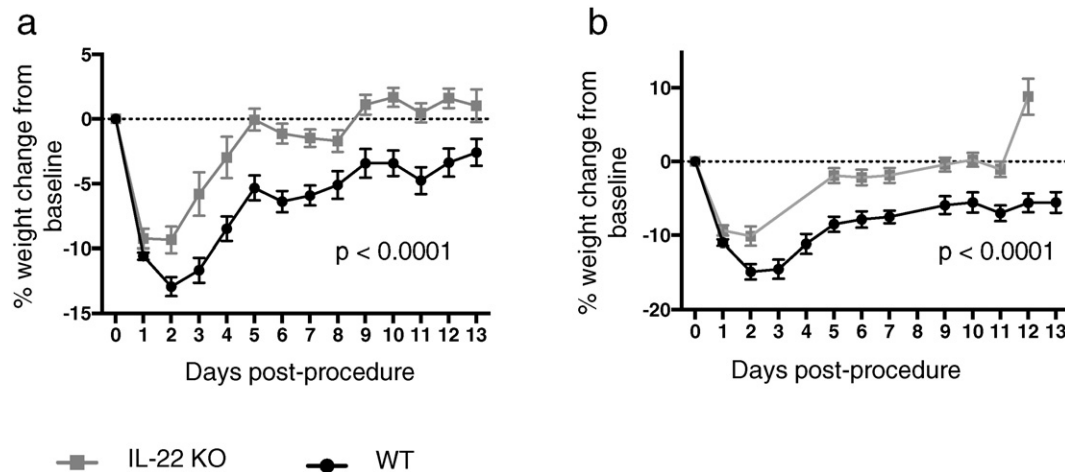 a
% weight change from
baseline
5
0
-5
-10
-15
p < 0.0001
0 1 2 3 4 5 6 7 8 9 10 11 12 13
Days post-procedure
b
% weight change from
baseline
10
0
-10
-20
p < 0.0001
0 1 2 3 4 5 6 7 8 9 10 11 12 13
Days post-procedure
IL-22 KO
WT